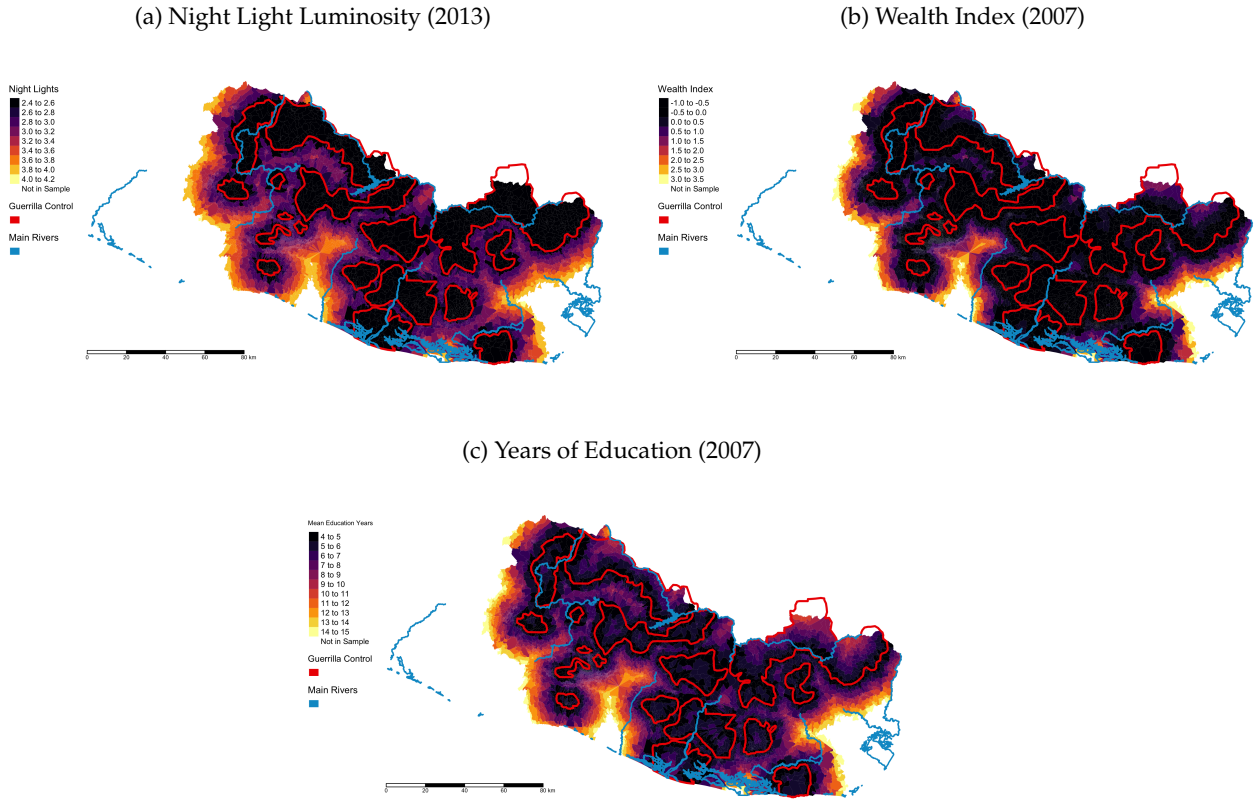 (a) Night Light Luminosity (2013)
(b) Wealth Index (2007)
Night Lights
2.4 to 2.6
2.6 to 2.8
2.8 to 3.0
3.0 to 3.2
3.2 to 3.4
3.4 to 3.6
3.6 to 3.8
3.8 to 4.0
4.0 to 4.2
Not in Sample
Guerrilla Control
Main Rivers
0 20 40 60 80 km
Wealth Index
-1.0 to -0.5
-0.5 to 0.0
0.0 to 0.5
0.5 to 1.0
1.0 to 1.5
1.5 to 2.0
2.0 to 2.5
2.5 to 3.0
3.0 to 3.5
Not in Sample
Guerrilla Control
Main Rivers
0 20 40 60 80 km
(c) Years of Education (2007)
Mean Education Years
4 to 5
5 to 6
6 to 7
7 to 8
8 to 9
9 to 10
10 to 11
11 to 12
12 to 13
13 to 14
14 to 15
Not in Sample
Guerrilla Control
Main Rivers
0 20 40 60 80 km